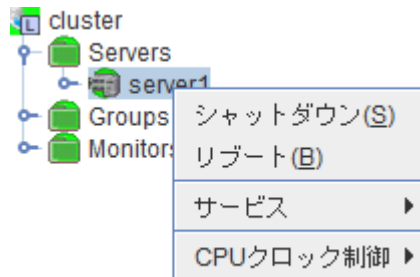 cluster
Servers
server1
Groups
Monitors
シャットダウン(S)
リブート(B)
サービス
CPUクロック制御